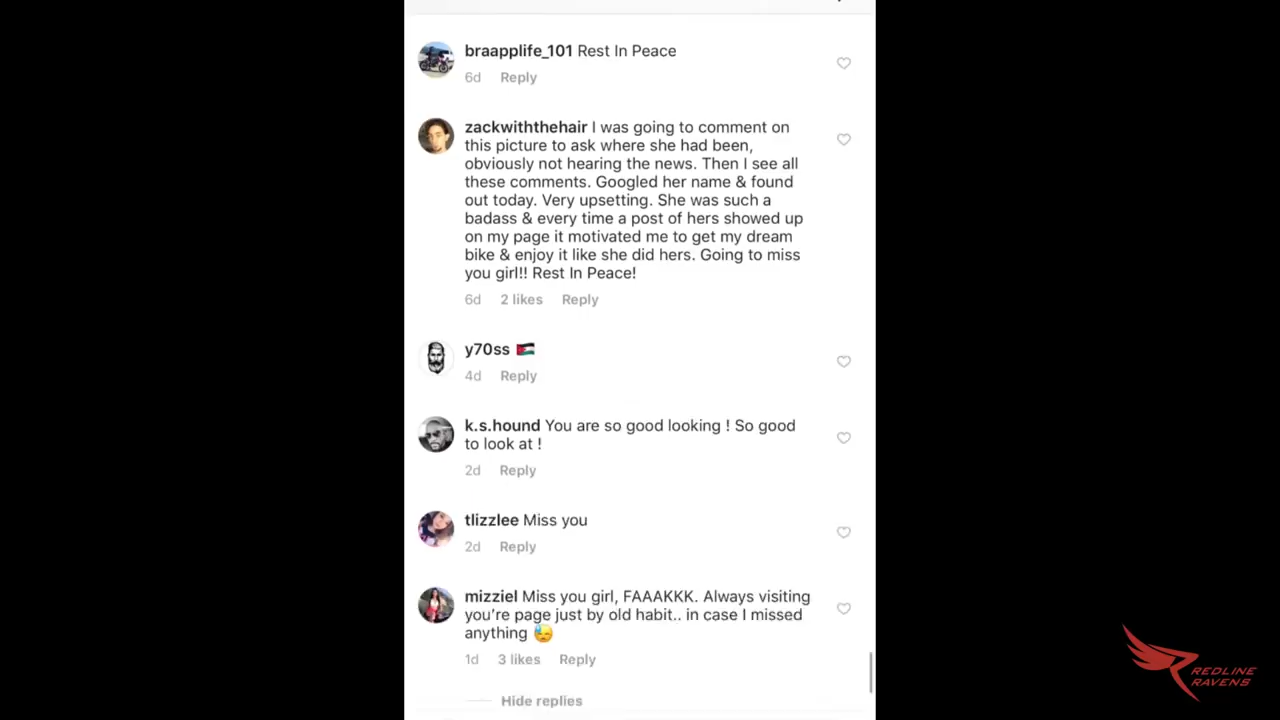 braapplife_101 Rest In Peace
6d Reply
zackwiththehair I was going to comment on
this picture to ask where she had been,
obviously not hearing the news. Then I see all
these comments. Googled her name & found
out today. Very upsetting. She was such a
badass & every time a post of hers showed up
on my page it motivated me to get my dream
bike & enjoy it like she did hers. Going to miss
you girl!! Rest In Peace!
6d 2 likes Reply
y70ss 🇵🇸
4d Reply
k.s.hound You are so good looking ! So good
to look at !
2d Reply
tlizzlee Miss you
2d Reply
mizziel Miss you girl, FAAAKKK. Always visiting
you’re page just by old habit.. in case I missed
anything 😓
1d 3 likes Reply
Hide replies
REDLINE
RAVENS